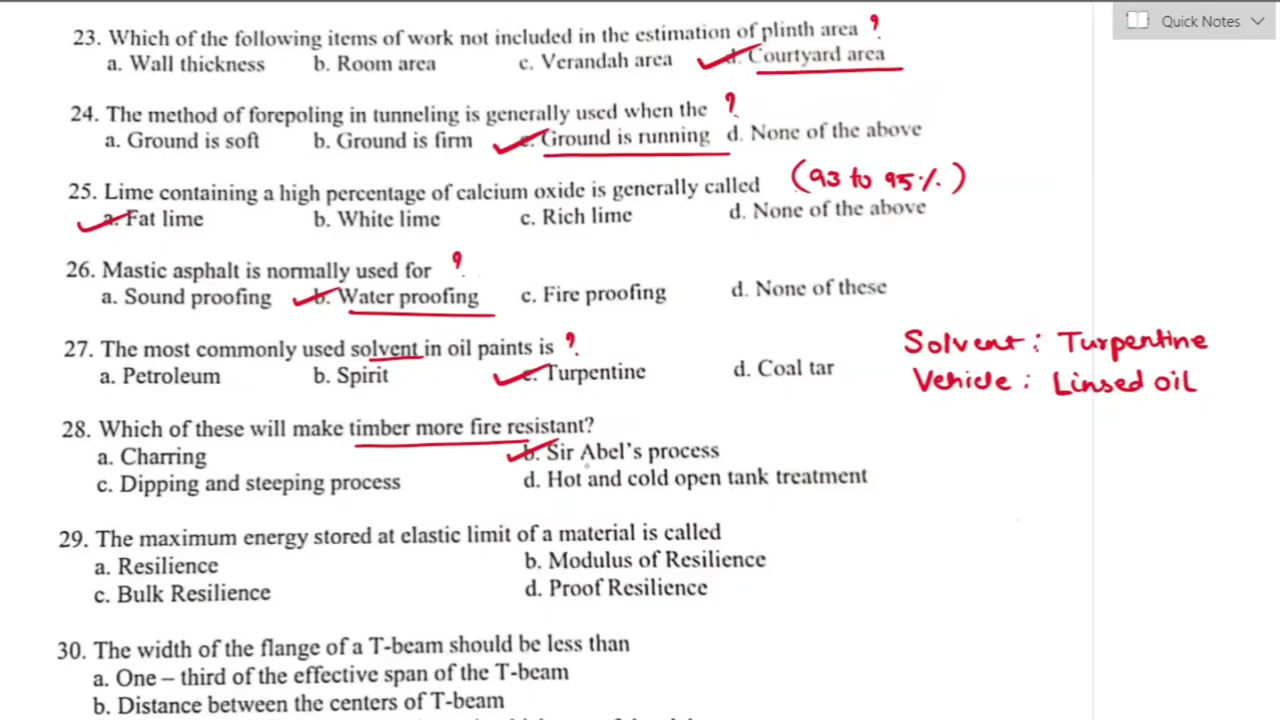 Quick Notes
23. Which of the following items of work not included in the estimation of plinth area ?
a. Wall thickness b. Room area c. Verandah area d. Courtyard area
24. The method of forepoling in tunneling is generally used when the ?
a. Ground is soft b. Ground is firm c. Ground is running d. None of the above
25. Lime containing a high percentage of calcium oxide is generally called (93 to 95%)
a. Fat lime b. White lime c. Rich lime d. None of the above
26. Mastic asphalt is normally used for ?
a. Sound proofing b. Water proofing c. Fire proofing d. None of these
27. The most commonly used solvent in oil paints is ?
Solvent : Turpentine
a. Petroleum b. Spirit c. Turpentine d. Coal tar
Vehicle : Linsed oil
28. Which of these will make timber more fire resistant?
a. Charring b. Sir Abel's process
c. Dipping and steeping process d. Hot and cold open tank treatment
29. The maximum energy stored at elastic limit of a material is called
a. Resilience b. Modulus of Resilience
c. Bulk Resilience d. Proof Resilience
30. The width of the flange of a T-beam should be less than
a. One – third of the effective span of the T-beam
b. Distance between the centers of T-beam